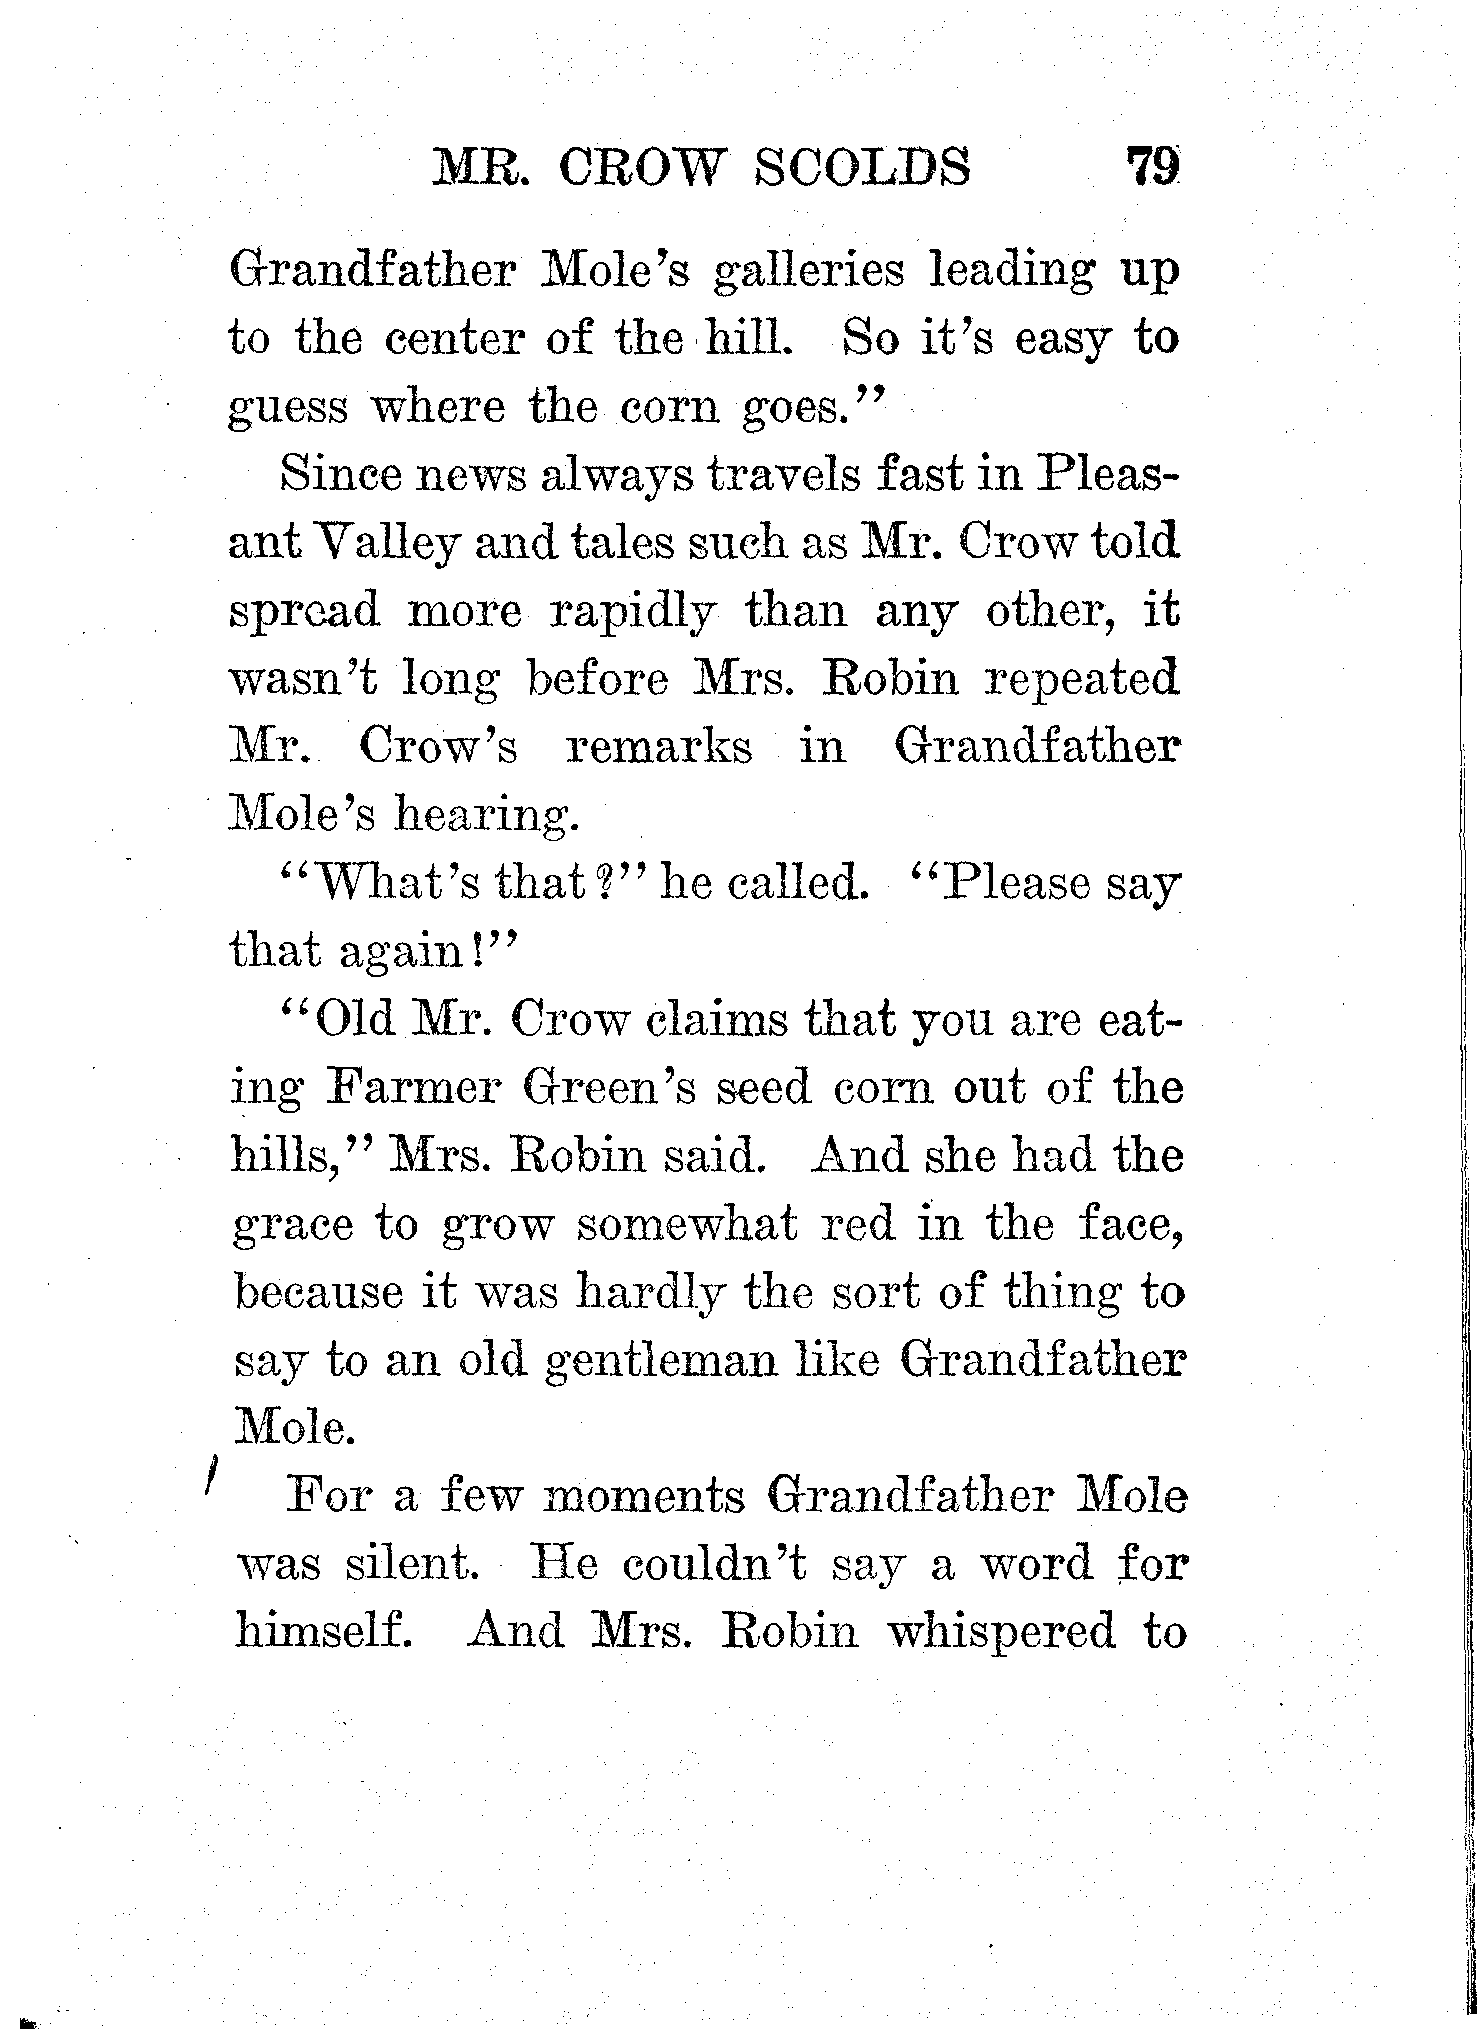 MR. CROW SCOLDS 79
Grandfather Mole's galleries leading up
to the center of the hill. So it's easy to
guess where the corn goes."
Since news always travels fast in Pleas-
ant Valley and tales such as Mr. Crow told
spread more rapidly than any other, it
wasn't long before Mrs. Robin repeated
Mr. Crow's remarks in Grandfather
Mole's hearing.
"What's that?" he called. "Please say
that again!"
"Old Mr. Crow claims that you are eat-
ing Farmer Green's seed corn out of the
hills," Mrs. Robin said. And she had the
grace to grow somewhat red in the face,
because it was hardly the sort of thing to
say to an old gentleman like Grandfather
Mole.
For a few moments Grandfather Mole
was silent. He couldn't say a word for
himself. And Mrs. Robin whispered to